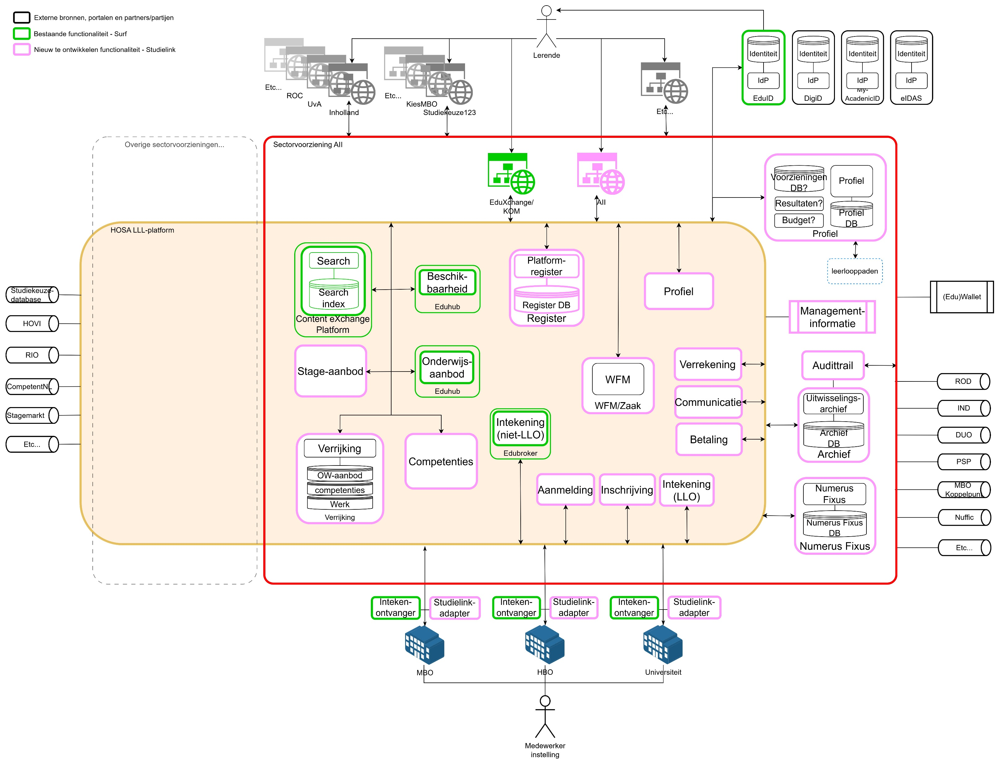 Externe bronnen, portalen en partners/partijen
Bestaande functionaliteit - Surf
Nieuw te ontwikkelen functionaliteit - Studielink
Lerende
Etc...
ROC
UvA
Inholland
Etc...
KiesMBO
Studiekeuze123
Etc...
Identiteit
IdP
EduID
Identiteit
IdP
DigiD
Identiteit
IdP
My-
AcadenicID
Identiteit
IdP
eIDAS
Overige sectorvoorzieningen...
Sectorvoorziening AII
EduXchange/
KOM
AII
Voorzieningen
DB?
Resultaten?
Budget?
Profiel
Profiel
DB
Profiel
leerlooppaden
HOSA LLL-platform
Search
Search
index
Content eXchange
Platform
Beschik-
baarheid
Eduhub
Platform-
register
Register DB
Register
Profiel
Management-
informatie
(Edu)Wallet
Studiekeuze-
database
HOVI
RIO
CompetentNL
Stagemarkt
Etc...
Stage-aanbod
Onderwijs-
aanbod
Eduhub
WFM
WFM/Zaak
Verrekening
Communicatie
Betaling
Audittrail
Uitwisselings-
archief
Archief
DB
Archief
Verrijking
OW-aanbod
competenties
Werk
Verrijking
Competenties
Intekening
(niet-LLO)
Edubroker
Aanmelding
Inschrijving
Intekening
(LLO)
Numerus
Fixus
Numerus Fixus
DB
Numerus Fixus
ROD
IND
DUO
PSP
MBO
Koppelpunt
Nuffic
Etc...
Inteken-
ontvanger
Studielink-
adapter
Inteken-
ontvanger
Studielink-
adapter
Inteken-
ontvanger
Studielink-
adapter
MBO
HBO
Universiteit
Medewerker
instelling